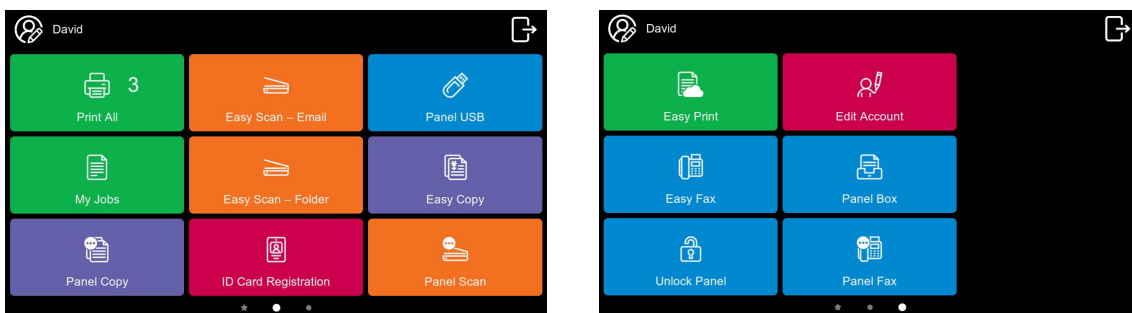 David
3
Print All
Easy Scan – Email
Panel USB
My Jobs
Easy Scan – Folder
Easy Copy
Panel Copy
ID Card Registration
Panel Scan
David
Easy Print
Edit Account
Easy Fax
Panel Box
Unlock Panel
Panel Fax